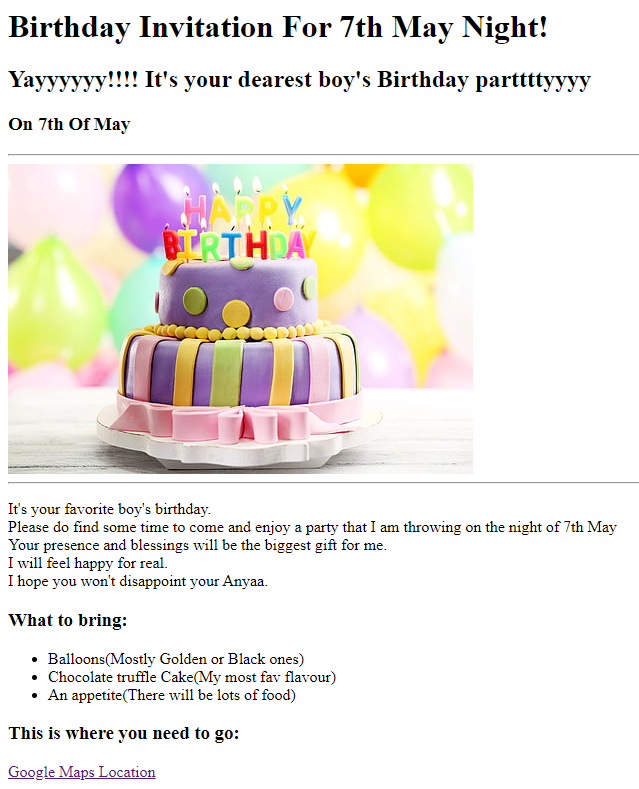 Birthday Invitation For 7th May Night!
Yayyyyyy!!!! It's your dearest boy's Birthday parttttyyyy
On 7th Of May
HAPPY
BIRTHDAY
It's your favorite boy's birthday.
Please do find some time to come and enjoy a party that I am throwing on the night of 7th May
Your presence and blessings will be the biggest gift for me.
I will feel happy for real.
I hope you won't disappoint your Anyaa.
What to bring:
• Balloons(Mostly Golden or Black ones)
• Chocolate truffle Cake(My most fav flavour)
• An appetite(There will be lots of food)
This is where you need to go:
Google Maps Location